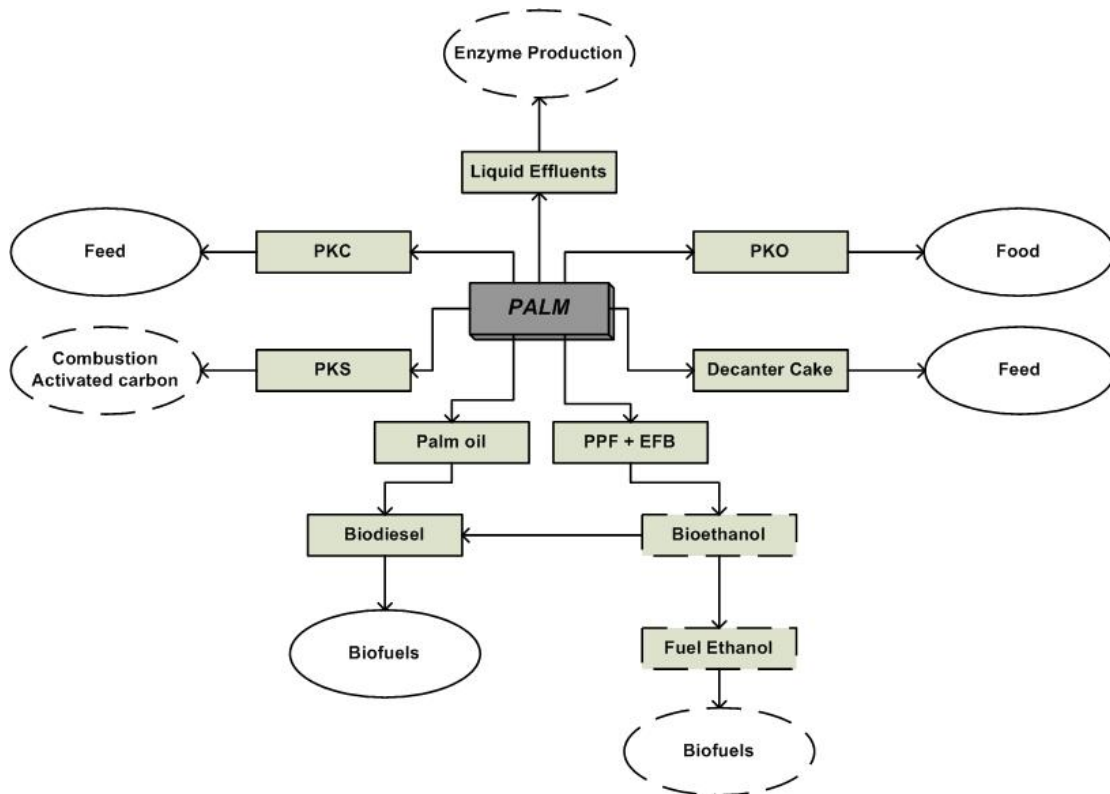 Enzyme Production
Liquid Effluents
Feed
PKC
PKO
Food
PALM
Combustion
Activated carbon
PKS
Decanter Cake
Feed
Palm oil
PPF + EFB
Biodiesel
Bioethanol
Biofuels
Fuel Ethanol
Biofuels